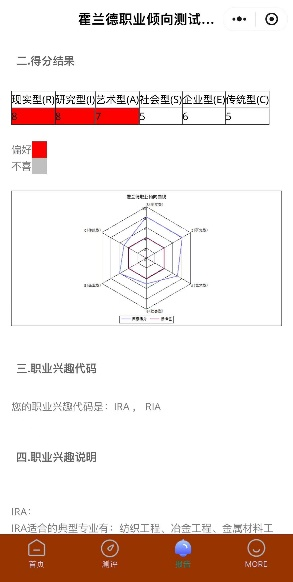 霍兰德职业倾向测试...
二.得分结果
现实型(R) 研究型(I) 艺术型(A) 社会型(S) 企业型(E) 传统型(C)
8 8 7 5 6 5
偏好
不喜
三.职业兴趣代码
您的职业兴趣代码是：IRA ， RIA
四.职业兴趣说明
IRA：
IRA适合的典型专业有：纺织工程、冶金工程、金属材料工
首页
测评
MORE